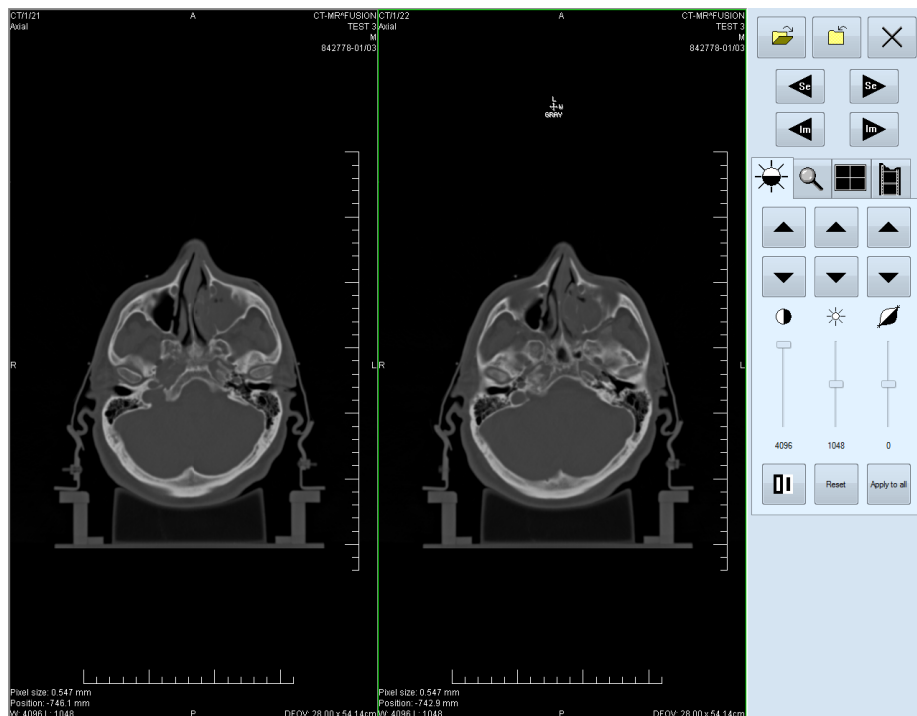 CT/1/21
A
CT-MR^FUSION
Axial
TEST 3
M
842778-01/03
R
L
Pixel size: 0.547 mm
Position: -746.1 mm
W: 4096 L: 1048
P
DFOV: 28.00 x 54.14cm
CT/1/22
A
CT-MR^FUSION
Axial
TEST 3
M
842778-01/03
L
W
GRAY
R
L
Pixel size: 0.547 mm
Position: -742.9 mm
W: 4096 L: 1048
P
DFOV: 28.00 x 54.14cm
Se
Se
Im
Im
4096
1048
0
Reset
Apply to all